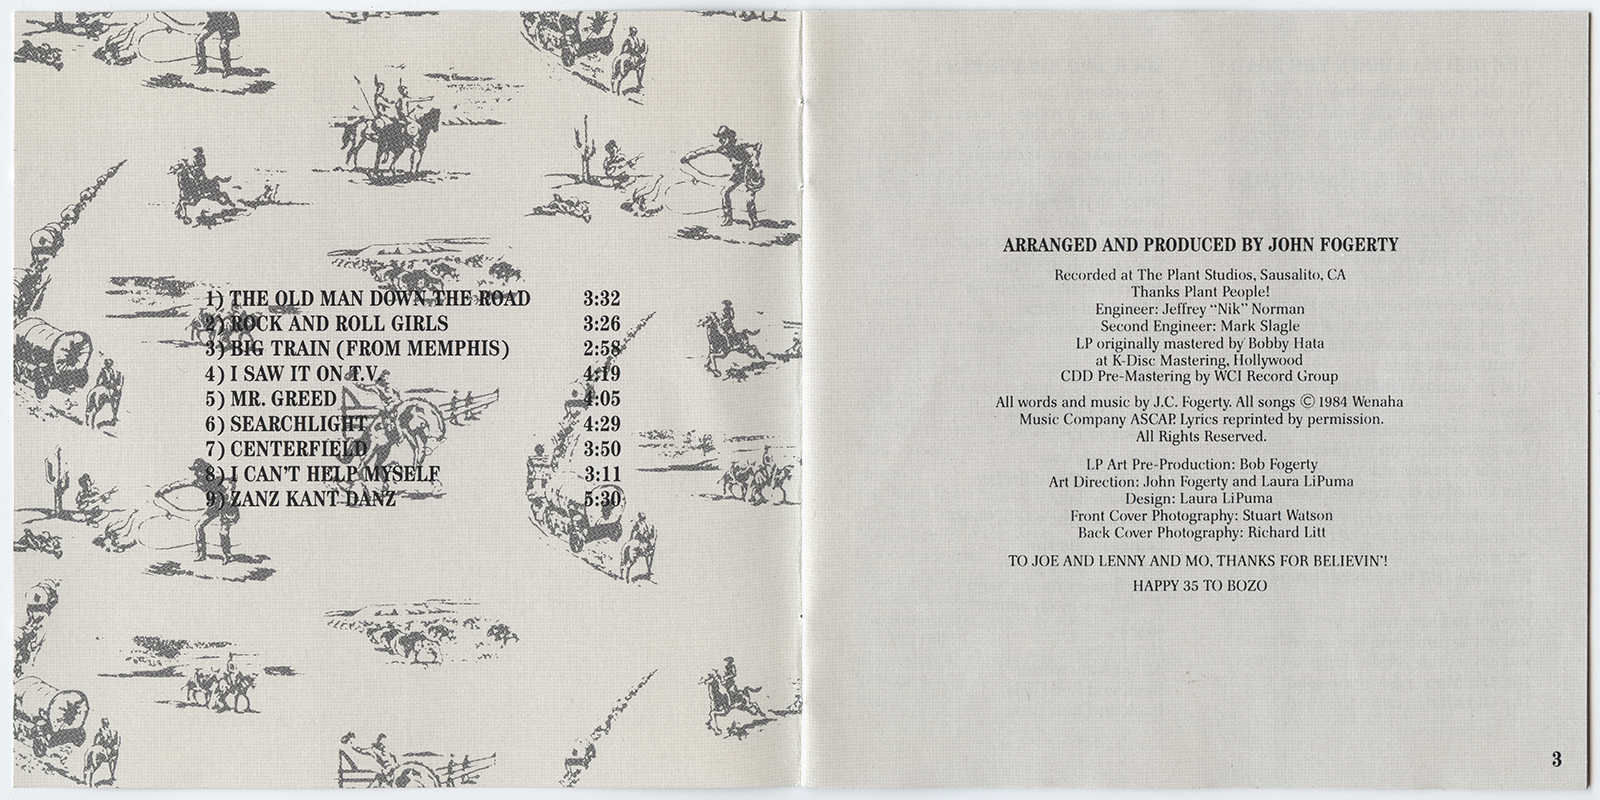 1) THE OLD MAN DOWN THE ROAD 3:32
2) ROCK AND ROLL GIRLS 3:26
3) BIG TRAIN (FROM MEMPHIS) 2:58
4) I SAW IT ON T.V. 4:19
5) MR. GREED 4:05
6) SEARCHLIGHT 4:29
7) CENTERFIELD 3:50
8) I CAN'T HELP MYSELF 3:11
9) ZANZ KANT DANZ 5:30
ARRANGED AND PRODUCED BY JOHN FOGERTY
Recorded at The Plant Studios, Sausalito, CA
Thanks Plant People!
Engineer: Jeffrey “Nik” Norman
Second Engineer: Mark Slagle
LP originally mastered by Bobby Hata
at K-Disc Mastering, Hollywood
CDD Pre-Mastering by WCI Record Group
All words and music by J.C. Fogerty. All songs © 1984 Wenaha
Music Company ASCAP. Lyrics reprinted by permission.
All Rights Reserved.
LP Art Pre-Production: Bob Fogerty
Art Direction: John Fogerty and Laura LiPuma
Design: Laura LiPuma
Front Cover Photography: Stuart Watson
Back Cover Photography: Richard Litt
TO JOE AND LENNY AND MO, THANKS FOR BELIEVIN'!
HAPPY 35 TO BOZO
3